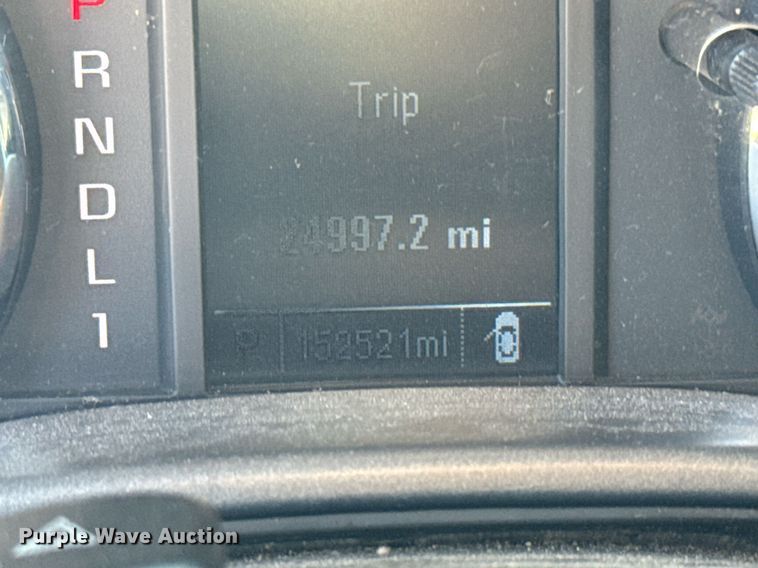 P
R
N
D
L
1
Trip
24997.2 mi
P 152521mi
Purple Wave Auction